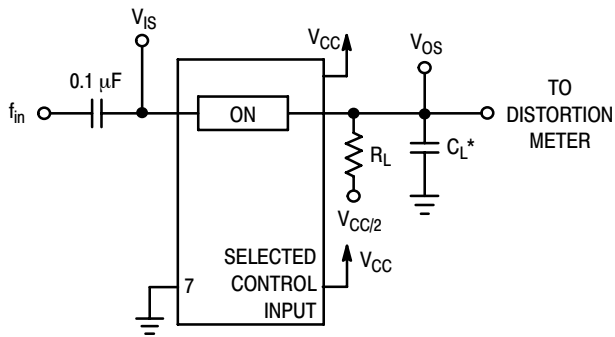 V_IS
V_CC
V_OS
0.1 μF
f_in
ON
TO
DISTORTION
METER
R_L
C_L*
V_CC/2
SELECTED
CONTROL
INPUT
V_CC
7